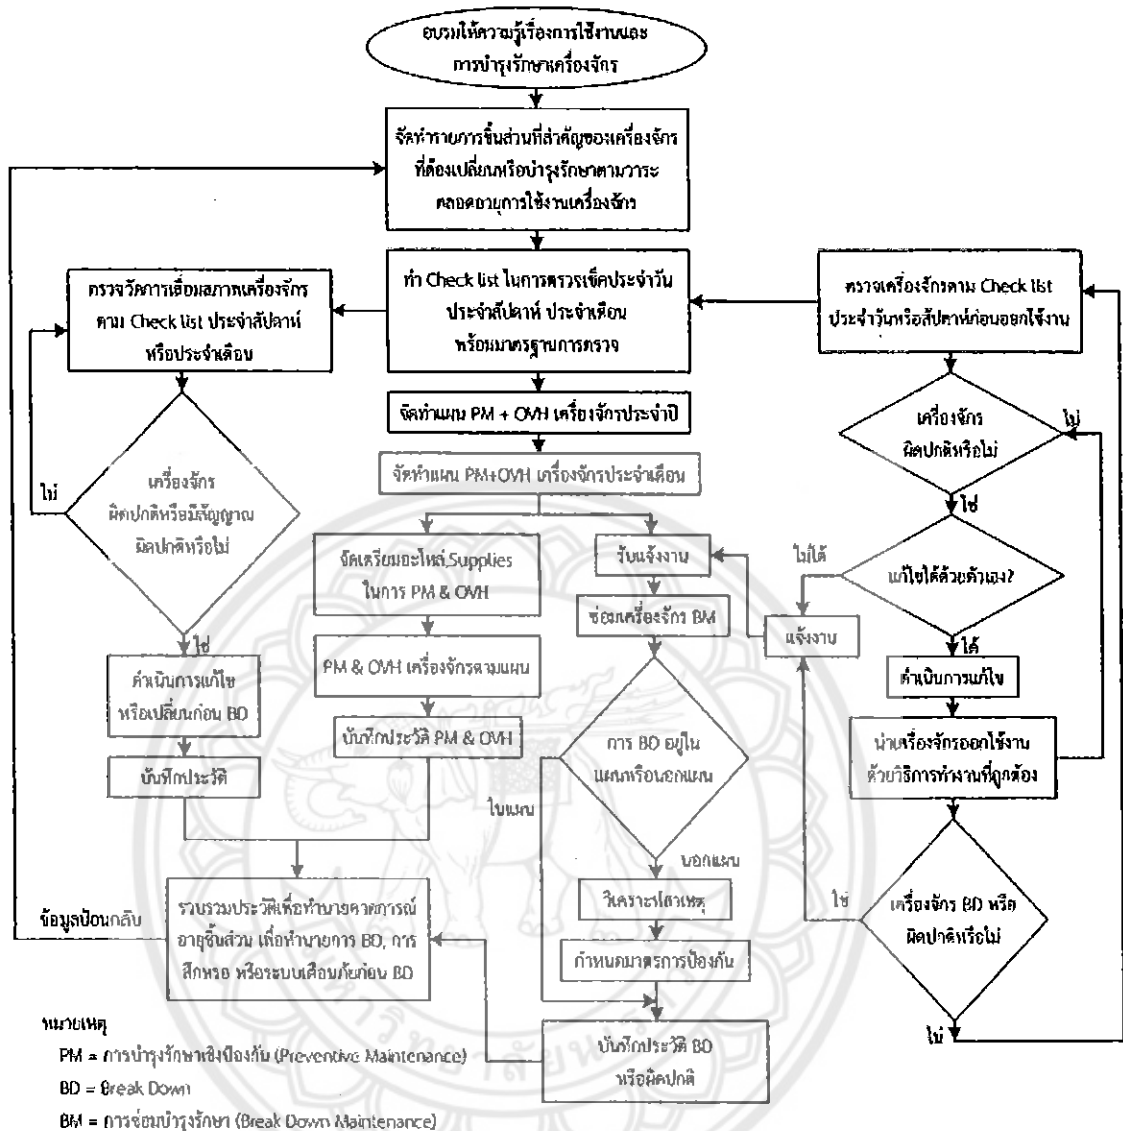 อบรมให้ความรู้เรื่องการใช้งานและ
การบำรุงรักษาเครื่องจักร
จัดทำรายการชิ้นส่วนที่สำคัญของเครื่องจักร
ที่ต้องเปลี่ยนหรือบำรุงรักษาตามวาระ
ตลอดอายุการใช้งานเครื่องจักร
ทำ Check list ในการตรวจเช็คประจำวัน
ประจำสัปดาห์ ประจำเดือน
พร้อมมาตรฐานการตรวจ
ตรวจวัดการเสื่อมสภาพเครื่องจักร
ตาม Check list ประจำสัปดาห์
หรือประจำเดือน
ตรวจเครื่องจักรตาม Check list
ประจำวันหรือสัปดาห์ก่อนออกใช้งาน
จัดทำแผน PM + OVH เครื่องจักรประจำปี
จัดทำแผน PM+OVH เครื่องจักรประจำเดือน
เครื่องจักร
ผิดปกติหรือไม่
ไม่
ใช่
เครื่องจักร
ผิดปกติหรือมีสัญญาณ
ผิดปกติหรือไม่
ไม่
ใช่
จัดเตรียมอะไหล่,Supplies
ในการ PM & OVH
รับแจ้งงาน
ไม่ได้
แก้ไขได้ด้วยตัวเอง?
ได้
ซ่อมเครื่องจักร BM
แจ้งงาน
ดำเนินการแก้ไข
หรือเปลี่ยนก่อน BD
PM & OVH เครื่องจักรตามแผน
ดำเนินการแก้ไข
บันทึกประวัติ
บันทึกประวัติ PM & OVH
การ BD อยู่ใน
แผนหรือนอกแผน
นำเครื่องจักรออกใช้งาน
ด้วยวิธีการทำงานที่ถูกต้อง
ในแผน
นอกแผน
ข้อมูลป้อนกลับ
รวบรวมประวัติเพื่อทำนายคาดการณ์
อายุชิ้นส่วน เพื่อทำนายการ BD, การ
สึกหรอ หรือระบบเตือนภัยก่อน BD
วิเคราะห์สาเหตุ
กำหนดมาตรการป้องกัน
ใช่
เครื่องจักร BD หรือ
ผิดปกติหรือไม่
ไม่
บันทึกประวัติ BD
หรือผิดปกติ
หมายเหตุ
PM = การบำรุงรักษาเชิงป้องกัน (Preventive Maintenance)
BD = Break Down
BM = การซ่อมบำรุงรักษา (Break Down Maintenance)